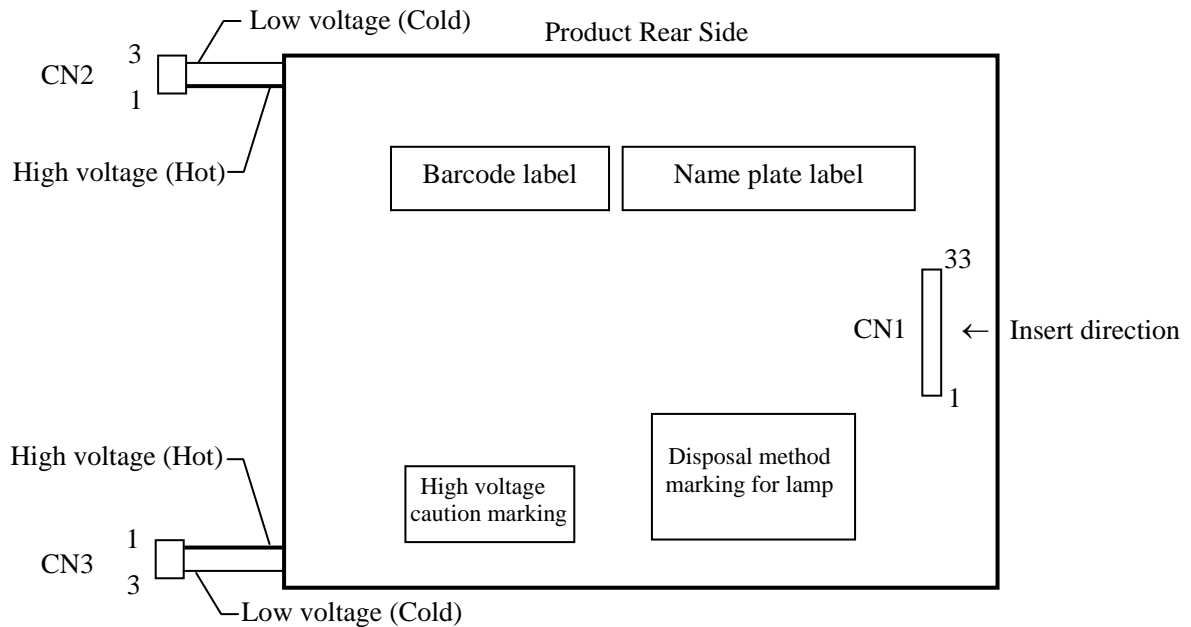 Low voltage (Cold)
Product Rear Side
3
CN2
1
High voltage (Hot)
Barcode label
Name plate label
33
CN1
← Insert direction
1
High voltage (Hot)
Disposal method
marking for lamp
High voltage
caution marking
1
CN3
3
Low voltage (Cold)